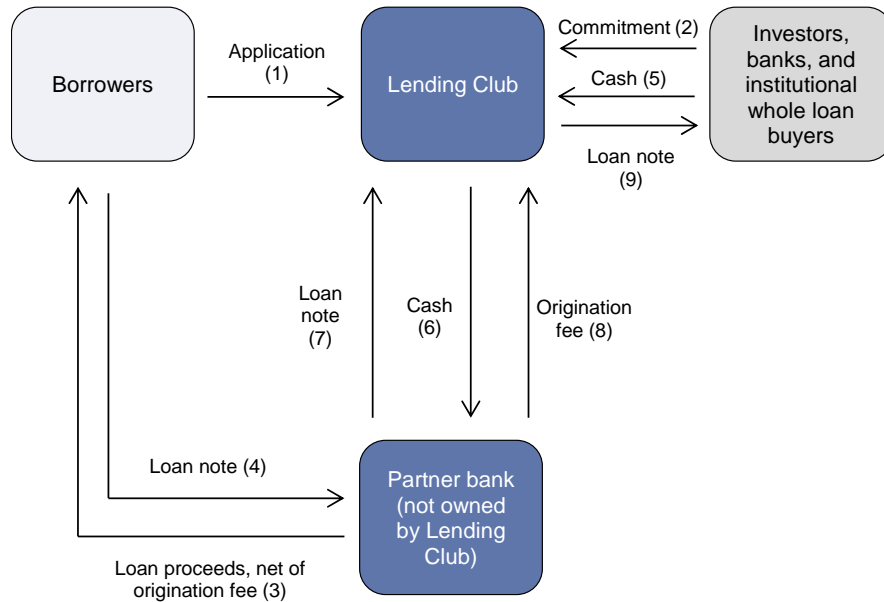 Borrowers
Application
(1)
Lending Club
Commitment (2)
Cash (5)
Loan note
(9)
Investors,
banks, and
institutional
whole loan
buyers
Loan
note
(7)
Cash
(6)
Origination
fee (8)
Loan note (4)
Loan proceeds, net of
origination fee (3)
Partner bank
(not owned
by Lending
Club)